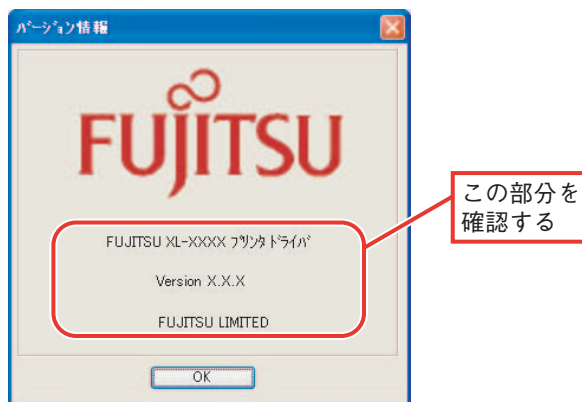 バージョン情報
FUJITSU
FUJITSU XL-XXXX プリンタドライバ
Version X.X.X
FUJITSU LIMITED
OK
この部分を
確認する